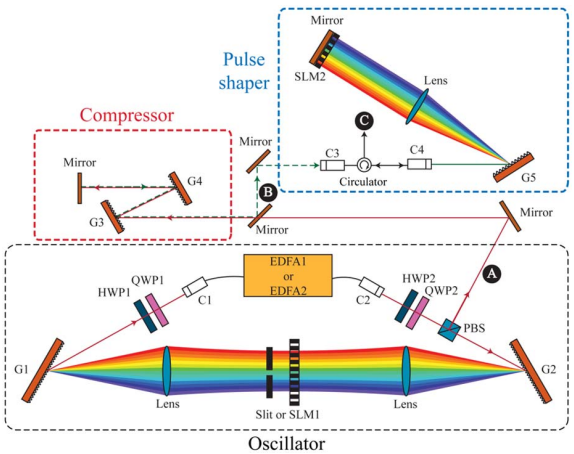 Mirror
Pulse
shaper
SLM2
Lens
Compressor
Mirror
C
C3
C4
Circulator
G5
Mirror
G4
G3
B
Mirror
Mirror
A
EDFA1
or
EDFA2
QWP1
HWP1
C1
C2
HWP2
QWP2
PBS
G1
G2
Lens
Slit or SLM1
Lens
Oscillator